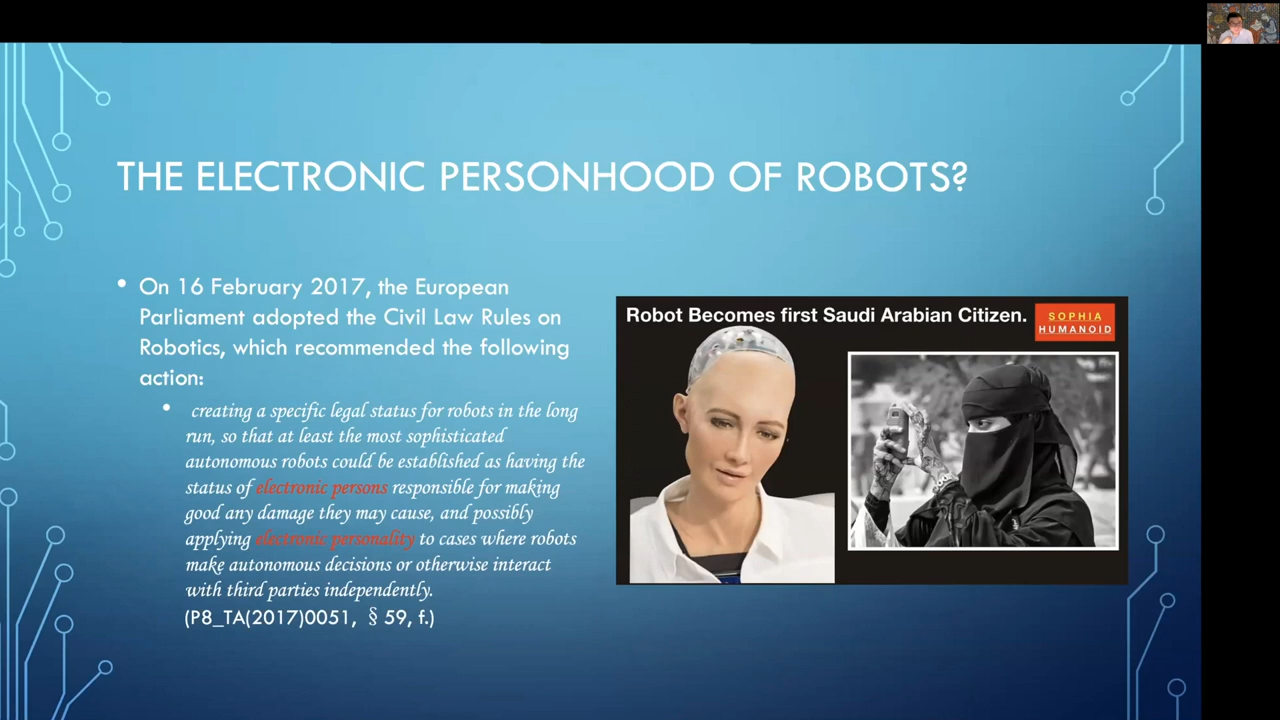 THE ELECTRONIC PERSONHOOD OF ROBOTS?
• On 16 February 2017, the European
Parliament adopted the Civil Law Rules on
Robotics, which recommended the following
action:
• creating a specific legal status for robots in the long
run, so that at least the most sophisticated
autonomous robots could be established as having the
status of electronic persons responsible for making
good any damage they may cause, and possibly
applying electronic personality to cases where robots
make autonomous decisions or otherwise interact
with third parties independently.
(P8_TA(2017)0051, § 59, f.)
Robot Becomes first Saudi Arabian Citizen.
SOPHIA
HUMANOID